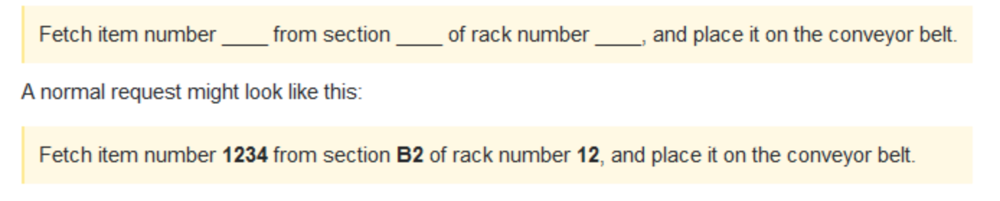 Fetch item number ____ from section ____ of rack number ____, and place it on the conveyor belt.
A normal request might look like this:
Fetch item number 1234 from section B2 of rack number 12, and place it on the conveyor belt.